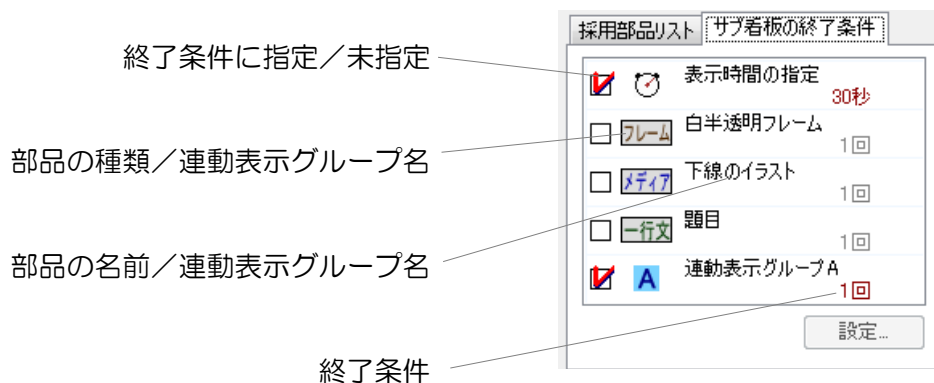 採用部品リスト サブ看板の終了条件
終了条件に指定／未指定
表示時間の指定
30秒
部品の種類／連動表示グループ名
フレーム 白半透明フレーム
1回
メディア 下線のイラスト
1回
一行文 題目
1回
部品の名前／連動表示グループ名
A 連動表示グループA
1回
設定...
終了条件